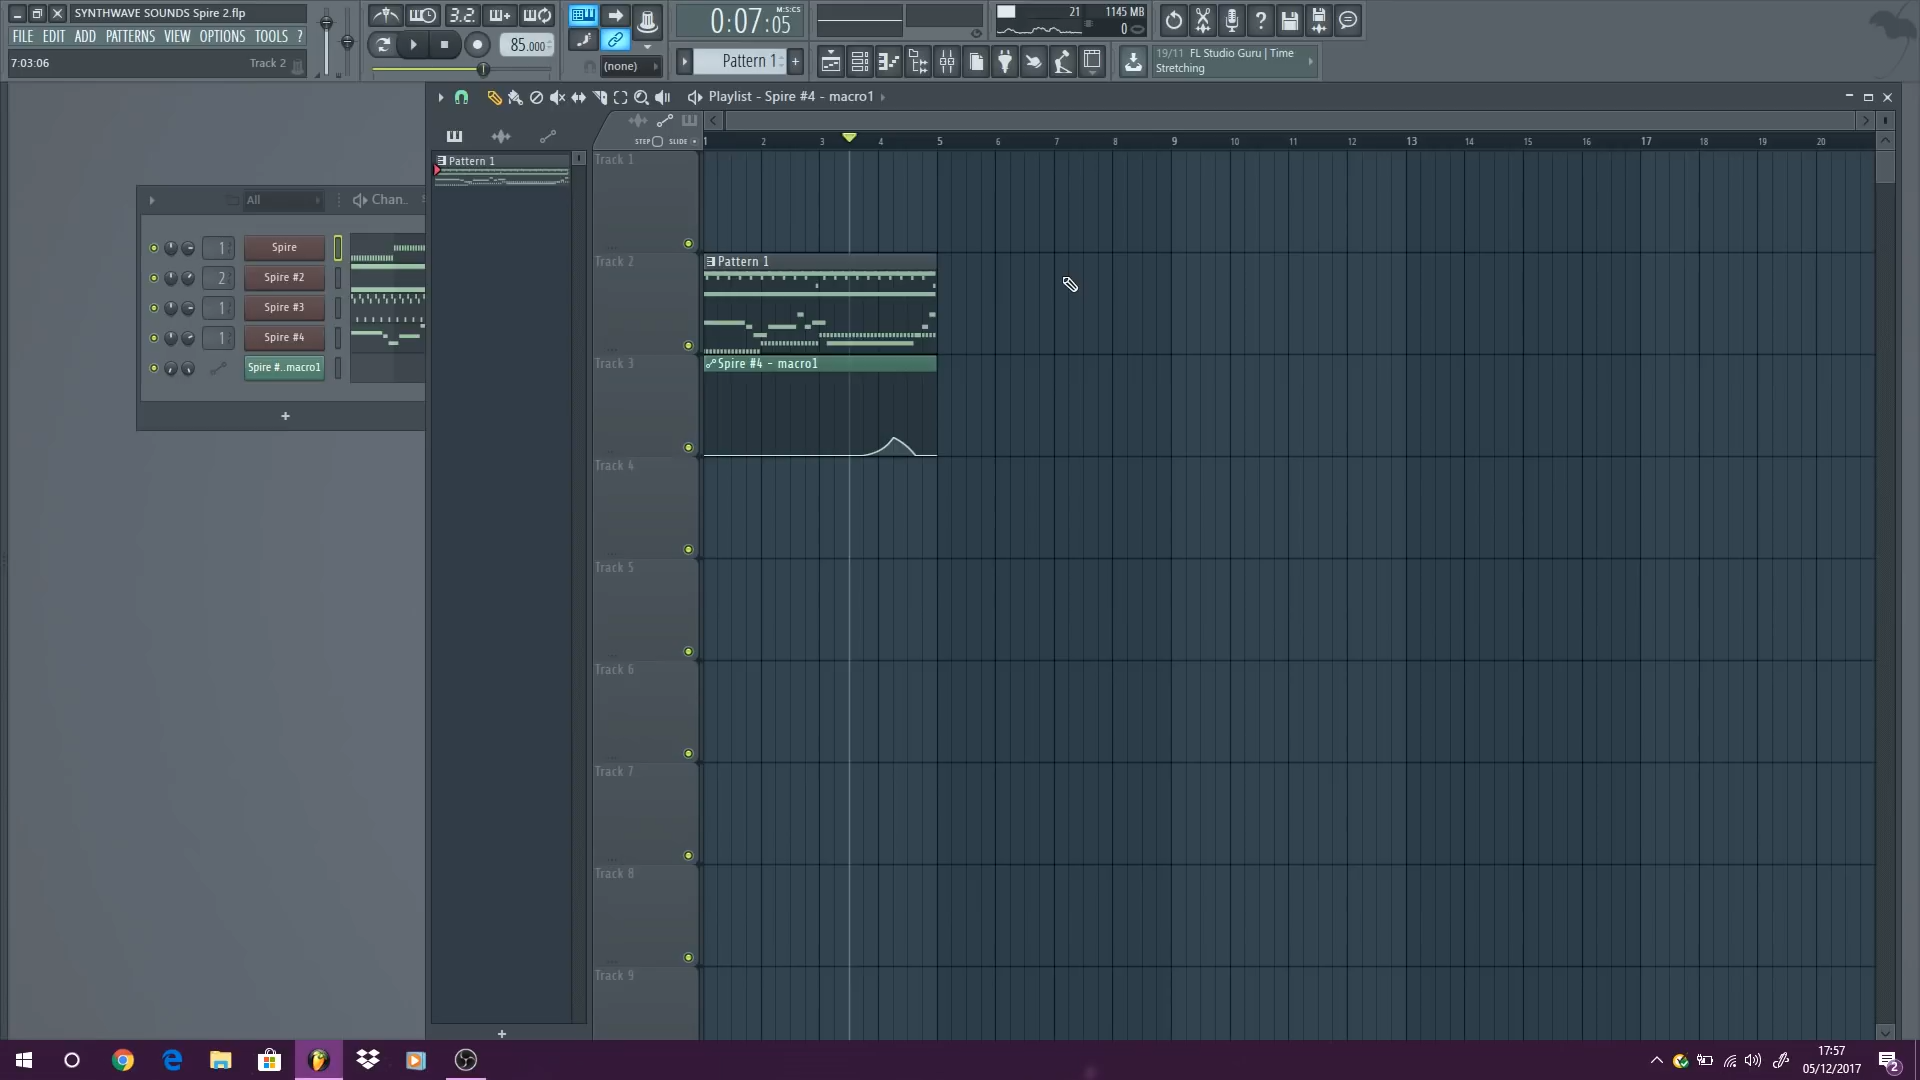 SYNTHWAVE SOUNDS Spire 2.flp
FILE EDIT ADD PATTERNS VIEW OPTIONS TOOLS ?
7:03:06 Track 2
3.2.
85.000
(none)
0:07:05
M:S:CS
Pattern 1
+
21 1145 MB
0
19/11 FL Studio Guru | Time
Stretching
Playlist - Spire #4 - macro1
STEP SLIDE
1 2 3 4 5 6 7 8 9 10 11 12 13 14 15 16 17 18 19 20
Pattern 1
All Chan..
1 Spire
2 Spire #2
1 Spire #3
1 Spire #4
Spire #..macro1
+
Track 1
Track 2
Pattern 1
Track 3
Spire #4 - macro1
Track 4
Track 5
Track 6
Track 7
Track 8
Track 9
+
17:57
05/12/2017
2